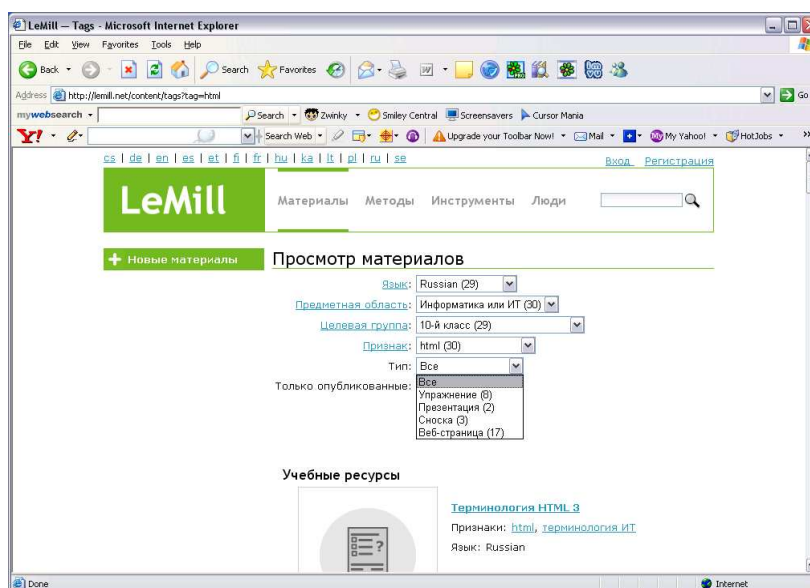 LeMill — Tags - Microsoft Internet Explorer
File Edit View Favorites Tools Help
Back Search Favorites
Address http://lemill.net/content/tags?tag=html Go
mywebsearch Search Zwinky Smiley Central Screensavers Cursor Mania
Y! Search Web Upgrade your Toolbar Now! Mail My Yahoo! HotJobs »
cs | de | en | es | et | fi | fr | hu | ka | lt | pl | ru | se Вход Регистрация
LeMill Материалы Методы Инструменты Люди
+ Новые материалы Просмотр материалов
Язык: Russian (29)
Предметная область: Информатика или ИТ (30)
Целевая группа: 10-й класс (29)
Признак: html (30)
Тип: Все
Только опубликованные: Все
Упражнение (8)
Презентация (2)
Сноска (3)
Веб-страница (17)
Учебные ресурсы
Терминология HTML 3
Признаки: html, терминология ИТ
Язык: Russian
Done Internet